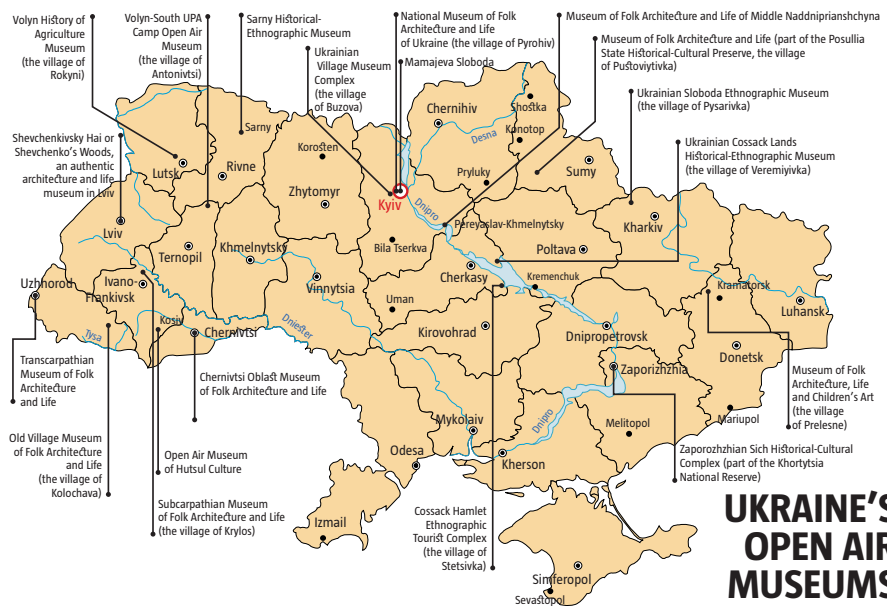 Volyn History of
Agriculture
Museum
(the village of
Rokyni)
Volyn-South UPA
Camp Open Air
Museum
(the village of
Antonivtsi)
Sarny Historical-
Ethnographic Museum
Ukrainian
Village Museum
Complex
(the village
of Buzova)
National Museum of Folk
Architecture and Life
of Ukraine (the village of Pyrohiv)
Mamajeva Sloboda
Museum of Folk Architecture and Life of Middle Naddniprianshchyna
Museum of Folk Architecture and Life (part of the Posullia
State Historical-Cultural Preserve, the village
of Pustoviytivka)
Ukrainian Sloboda Ethnographic Museum
(the village of Pysarivka)
Ukrainian Cossack Lands
Historical-Ethnographic Museum
(the village of Veremiyivka)
Shevchenkivsky Hai or
Shevchenko's Woods,
an authentic
architecture and life
museum in Lviv
Sarny
Lutsk
Rivne
Korosten
Zhytomyr
Chernihiv
Shostka
Konotop
Desna
Pryluky
Sumy
Kyiv
Dnipro
Pereyaslav-Khmelnytsky
Kharkiv
Lviv
Ternopil
Khmelnytsky
Bila Tserkva
Poltava
Cherkasy
Kremenchuk
Vinnytsia
Uman
Uzhhorod
Ivano-
Frankivsk
Kosiv
Chernivtsi
Tysa
Dniester
Kirovohrad
Dnipropetrovsk
Kramatorsk
Luhansk
Donetsk
Zaporizhzhia
Mariupol
Melitopol
Dnipro
Mykolaiv
Kherson
Odesa
Izmail
Simferopol
Sevastopol
Transcarpathian
Museum of Folk
Architecture
and Life
Old Village Museum
of Folk Architecture
and Life
(the village of
Kolochava)
Chernivtsi Oblast Museum
of Folk Architecture and Life
Open Air Museum
of Hutsul Culture
Subcarpathian Museum
of Folk Architecture and Life
(the village of Krylos)
Cossack Hamlet
Ethnographic
Tourist Complex
(the village of
Stetsivka)
Museum of Folk
Architecture, Life
and Children's Art
(the village
of Prelesne)
Zaporozhzhian Sich Historical-Cultural
Complex (part of the Khortytsia
National Reserve)
UKRAINE'S
OPEN AIR
MUSEUMS